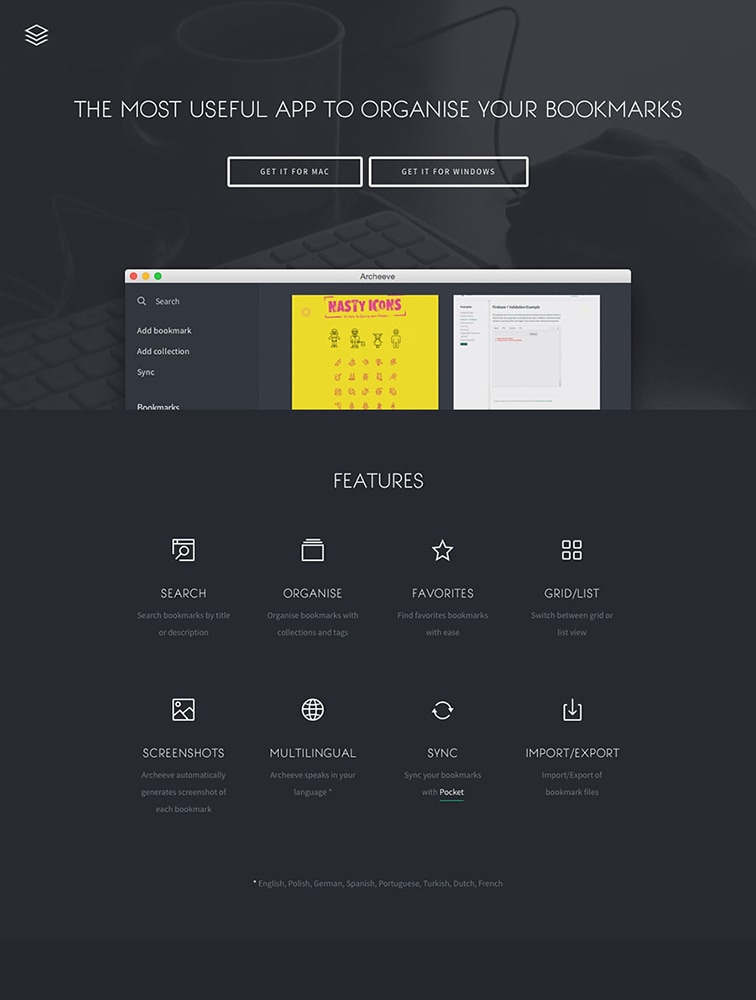 THE MOST USEFUL APP TO ORGANISE YOUR BOOKMARKS
GET IT FOR MAC
GET IT FOR WINDOWS
Archeeve
Search
Add bookmark
Add collection
Sync
Bookmarks
NASTY ICONS
Firebase + Validation Example
FEATURES
SEARCH
Search bookmarks by title
or description
ORGANISE
Organise bookmarks with
collections and tags
FAVORITES
Find favorites bookmarks
with ease
GRID/LIST
Switch between grid or
list view
SCREENSHOTS
Archeeve automatically
generates screenshot of
each bookmark
MULTILINGUAL
Archeeve speaks in your
language *
SYNC
Sync your bookmarks
with Pocket
IMPORT/EXPORT
Import/Export of
bookmark files
* English, Polish, German, Spanish, Portuguese, Turkish, Dutch, French